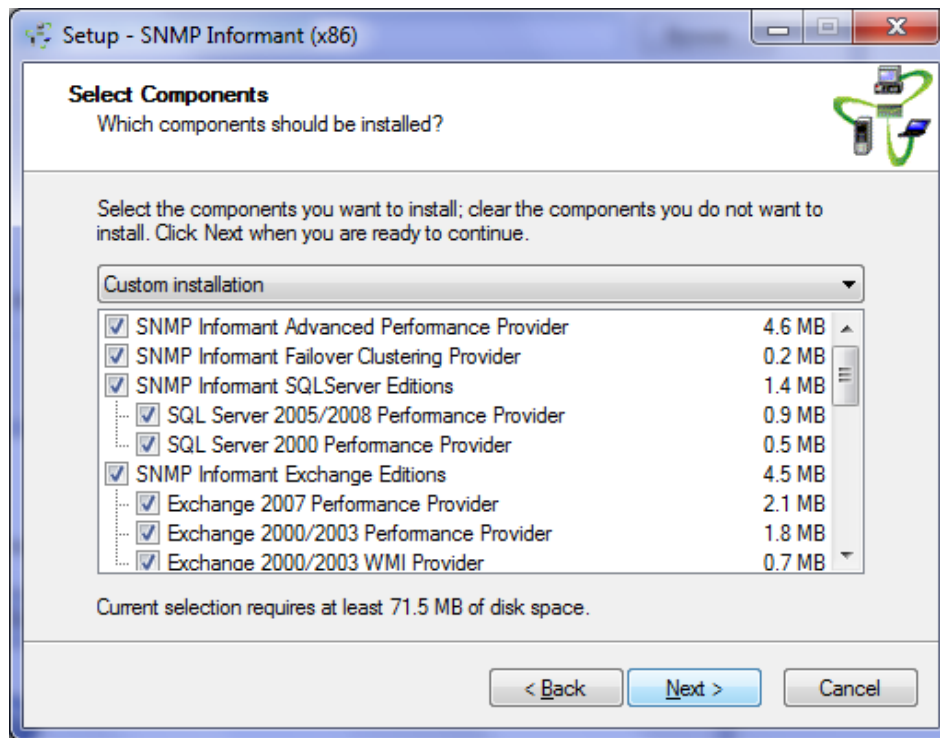 Setup - SNMP Informant (x86)
Select Components
Which components should be installed?
Select the components you want to install; clear the components you do not want to
install. Click Next when you are ready to continue.
Custom installation
SNMP Informant Advanced Performance Provider 4.6 MB
SNMP Informant Failover Clustering Provider 0.2 MB
SNMP Informant SQLServer Editions 1.4 MB
SQL Server 2005/2008 Performance Provider 0.9 MB
SQL Server 2000 Performance Provider 0.5 MB
SNMP Informant Exchange Editions 4.5 MB
Exchange 2007 Performance Provider 2.1 MB
Exchange 2000/2003 Performance Provider 1.8 MB
Exchange 2000/2003 WMI Provider 0.7 MB
Current selection requires at least 71.5 MB of disk space.
< Back Next > Cancel